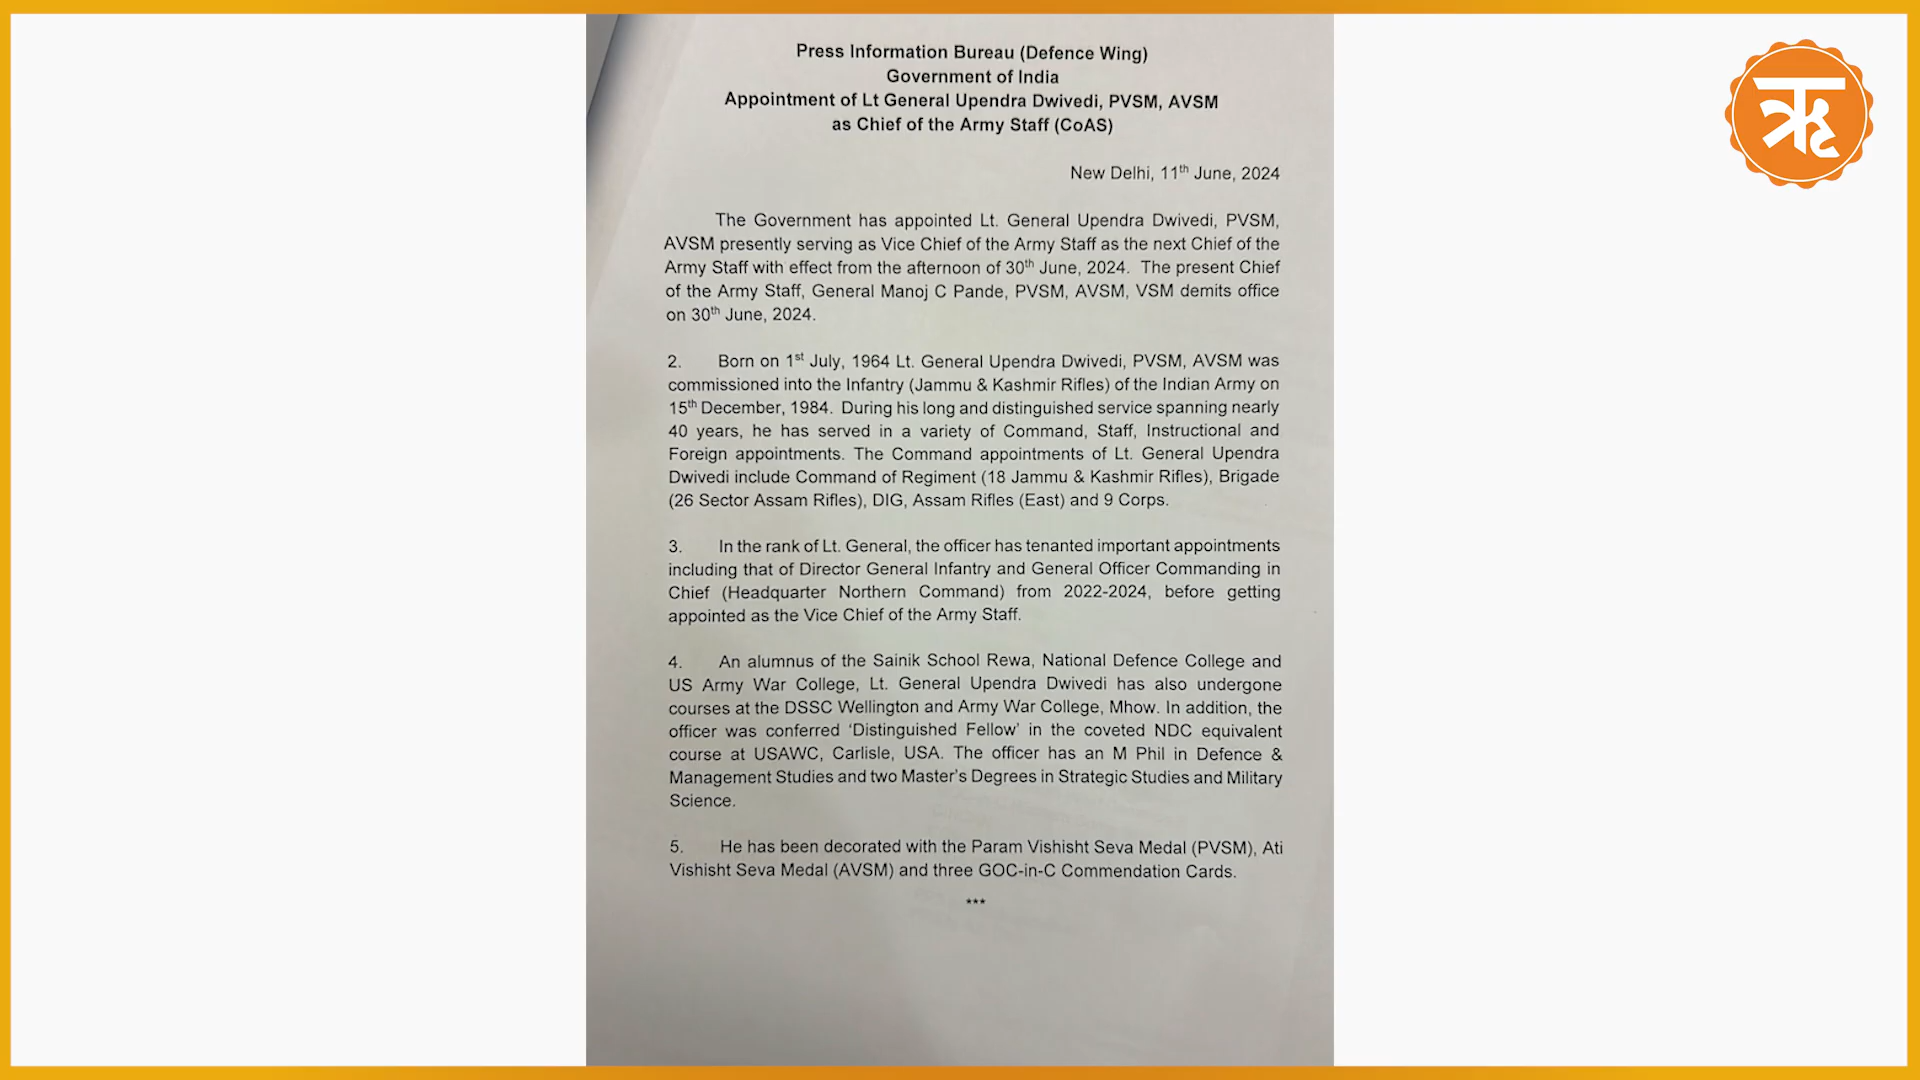 Press Information Bureau (Defence Wing)
Government of India
Appointment of Lt General Upendra Dwivedi, PVSM, AVSM
as Chief of the Army Staff (CoAS)
ऋ
New Delhi, 11th June, 2024
The Government has appointed Lt. General Upendra Dwivedi, PVSM,
AVSM presently serving as Vice Chief of the Army Staff as the next Chief of the
Army Staff with effect from the afternoon of 30th June, 2024. The present Chief
of the Army Staff, General Manoj C Pande, PVSM, AVSM, VSM demits office
on 30th June, 2024.
2. Born on 1st July, 1964 Lt. General Upendra Dwivedi, PVSM, AVSM was
commissioned into the Infantry (Jammu & Kashmir Rifles) of the Indian Army on
15th December, 1984. During his long and distinguished service spanning nearly
40 years, he has served in a variety of Command, Staff, Instructional and
Foreign appointments. The Command appointments of Lt. General Upendra
Dwivedi include Command of Regiment (18 Jammu & Kashmir Rifles), Brigade
(26 Sector Assam Rifles), DIG, Assam Rifles (East) and 9 Corps.
3. In the rank of Lt. General, the officer has tenanted important appointments
including that of Director General Infantry and General Officer Commanding in
Chief (Headquarter Northern Command) from 2022-2024, before getting
appointed as the Vice Chief of the Army Staff.
4. An alumnus of the Sainik School Rewa, National Defence College and
US Army War College, Lt. General Upendra Dwivedi has also undergone
courses at the DSSC Wellington and Army War College, Mhow. In addition, the
officer was conferred ‘Distinguished Fellow’ in the coveted NDC equivalent
course at USAWC, Carlisle, USA. The officer has an M Phil in Defence &
Management Studies and two Master’s Degrees in Strategic Studies and Military
Science.
5. He has been decorated with the Param Vishisht Seva Medal (PVSM), Ati
Vishisht Seva Medal (AVSM) and three GOC-in-C Commendation Cards.
***